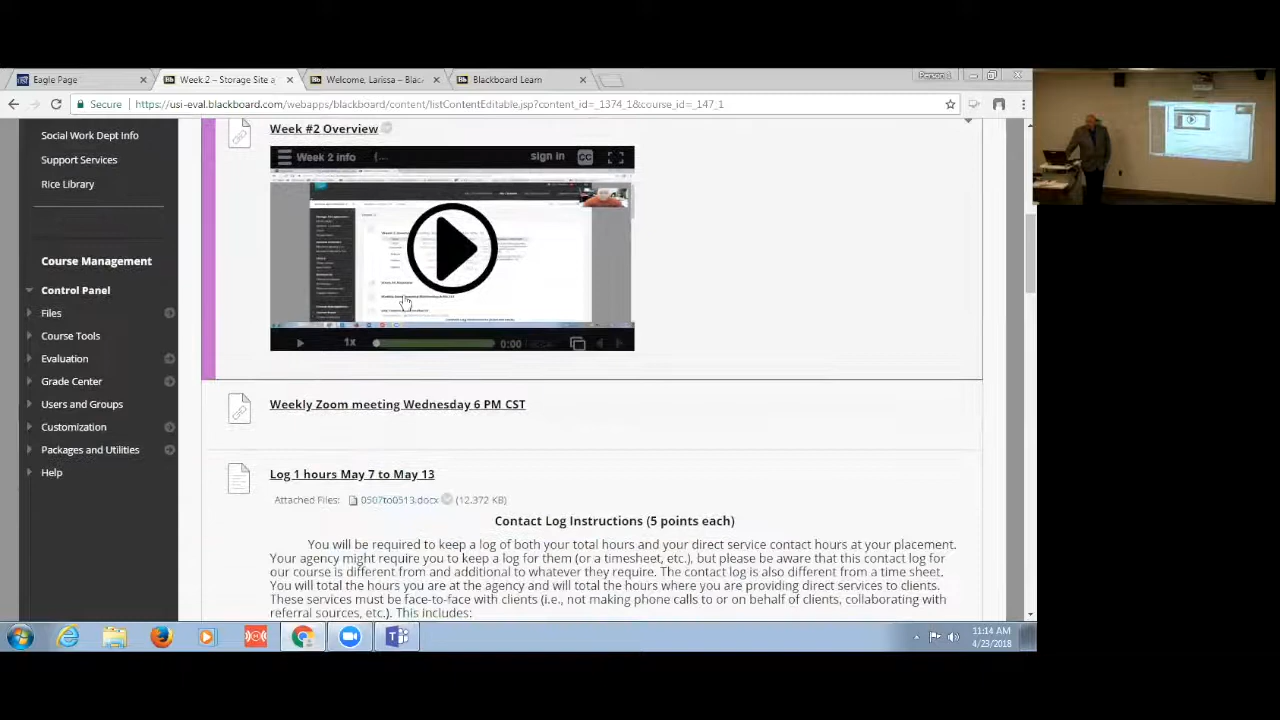 Eagle Page
Week 2 – Storage Site a
Welcome, Larissa – Blac
Blackboard Learn
Person 1
Secure
https://usi-eval.blackboard.com/webapps/blackboard/content/listContentEditable.jsp?content_id=_1374_1&course_id=_147_1
Social Work Dept Info
Support Services
Rice Library
Course Management
Control Panel
Files
Course Tools
Evaluation
Grade Center
Users and Groups
Customization
Packages and Utilities
Help
Week #2 Overview
Week 2 info (...
sign in
CC
1x
0:00
Weekly Zoom meeting Wednesday 6 PM CST
Log 1 hours May 7 to May 13
Attached Files: 0507to0513.docx (12.372 KB)
Contact Log Instructions (5 points each)
You will be required to keep a log of both your total hours and your direct service contact hours at your placement.
Your agency might require you to keep a log for them (or a timesheet, etc.), but please be aware that this contact log for
our course is different from and additional to whatever they require. The contact log is also different from a time sheet.
You will total the hours you are at the agency and will total the hours where you are providing direct services to clients.
These services must be face-to-face with clients (i.e., not making phone calls to or on behalf of clients, collaborating with
referral sources, etc.). This includes:
11:14 AM
4/23/2018